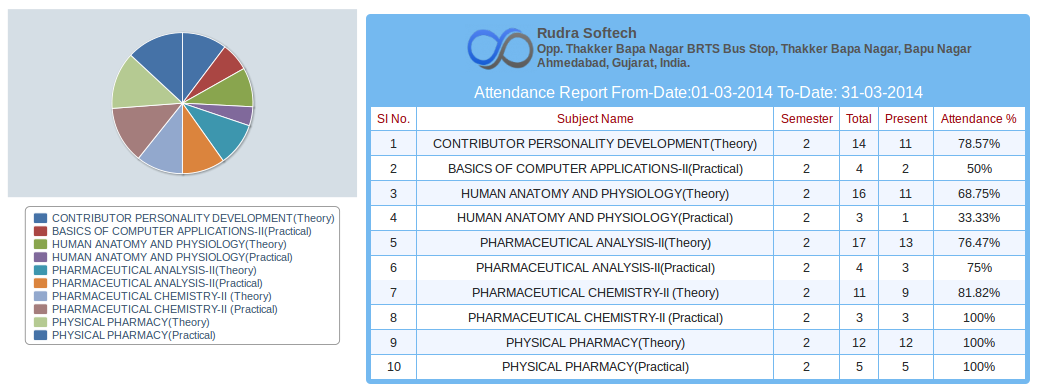 CONTRIBUTOR PERSONALITY DEVELOPMENT(Theory)
BASICS OF COMPUTER APPLICATIONS-II(Practical)
HUMAN ANATOMY AND PHYSIOLOGY(Theory)
HUMAN ANATOMY AND PHYSIOLOGY(Practical)
PHARMACEUTICAL ANALYSIS-II(Theory)
PHARMACEUTICAL ANALYSIS-II(Practical)
PHARMACEUTICAL CHEMISTRY-II (Theory)
PHARMACEUTICAL CHEMISTRY-II (Practical)
PHYSICAL PHARMACY(Theory)
PHYSICAL PHARMACY(Practical)
Rudra Softech
Opp. Thakker Bapa Nagar BRTS Bus Stop, Thakker Bapa Nagar, Bapu Nagar
Ahmedabad, Gujarat, India.
Attendance Report From-Date:01-03-2014 To-Date: 31-03-2014
Sl No. Subject Name Semester Total Present Attendance %
1 CONTRIBUTOR PERSONALITY DEVELOPMENT(Theory) 2 14 11 78.57%
2 BASICS OF COMPUTER APPLICATIONS-II(Practical) 2 4 2 50%
3 HUMAN ANATOMY AND PHYSIOLOGY(Theory) 2 16 11 68.75%
4 HUMAN ANATOMY AND PHYSIOLOGY(Practical) 2 3 1 33.33%
5 PHARMACEUTICAL ANALYSIS-II(Theory) 2 17 13 76.47%
6 PHARMACEUTICAL ANALYSIS-II(Practical) 2 4 3 75%
7 PHARMACEUTICAL CHEMISTRY-II (Theory) 2 11 9 81.82%
8 PHARMACEUTICAL CHEMISTRY-II (Practical) 2 3 3 100%
9 PHYSICAL PHARMACY(Theory) 2 12 12 100%
10 PHYSICAL PHARMACY(Practical) 2 5 5 100%